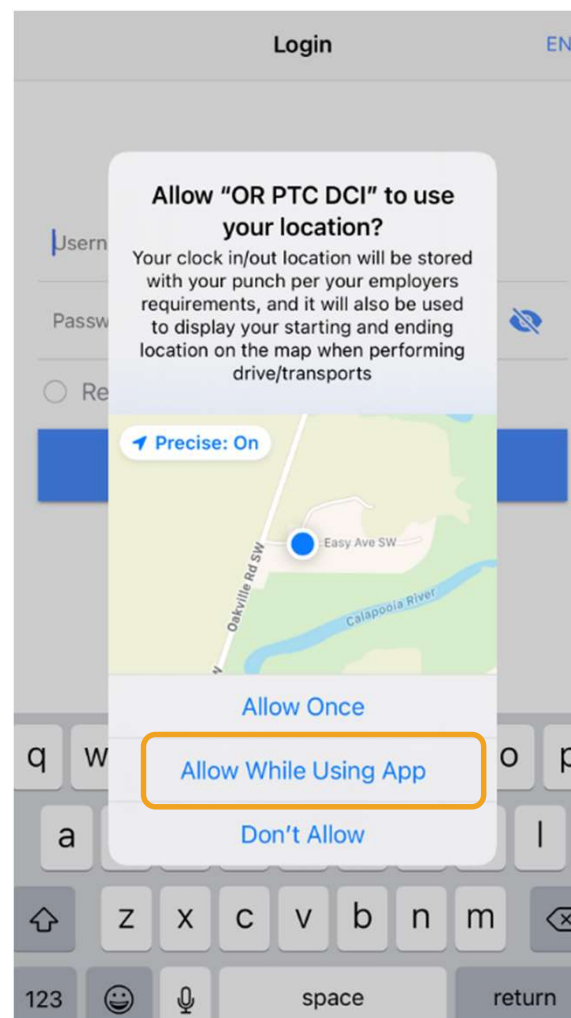 Login
EN
Allow “OR PTC DCI” to use
your location?
Usern
Your clock in/out location will be stored
with your punch per your employers
requirements, and it will also be used
Passw
to display your starting and ending
location on the map when performing
drive/transports
Re
Precise: On
Easy Ave SW
Oakville Rd SW
Calapooia River
W
Allow Once
q w o p
Allow While Using App
a l
Don’t Allow
z x c v b n m
123 space return